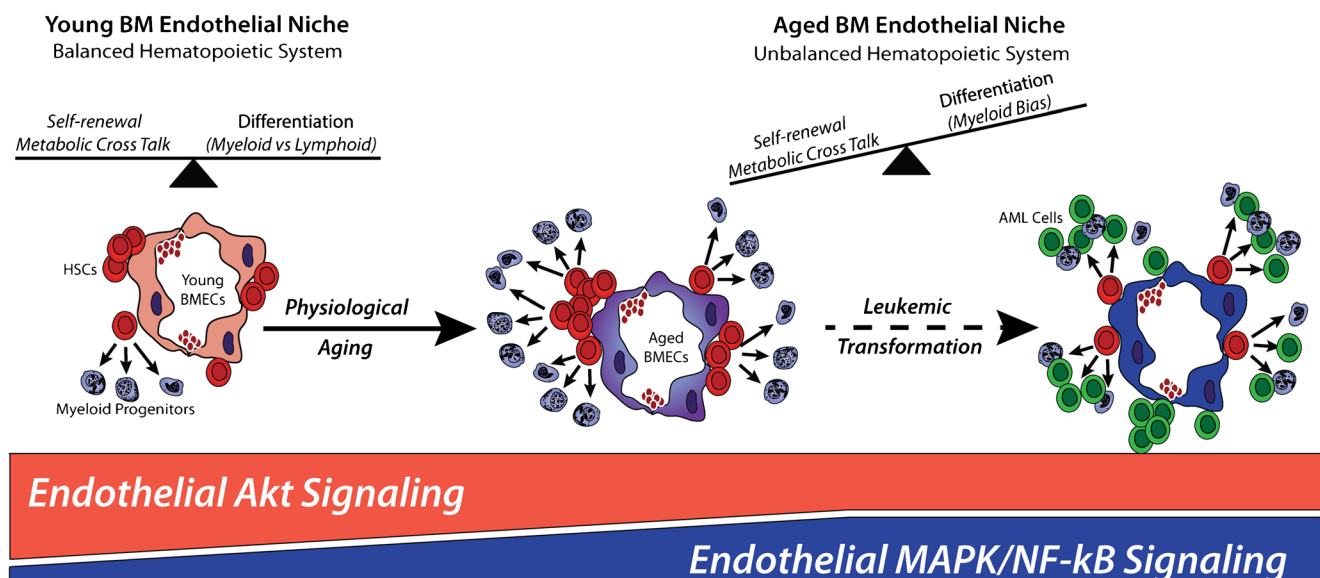 Young BM Endothelial Niche
Balanced Hematopoietic System
Self-renewal
Metabolic Cross Talk
Differentiation
(Myeloid vs Lymphoid)
HSCs
Young
BMECs
Myeloid Progenitors
Physiological
Aging
Aged BM Endothelial Niche
Unbalanced Hematopoietic System
Self-renewal
Metabolic Cross Talk
Differentiation
(Myeloid Bias)
Aged
BMECs
Leukemic
Transformation
AML Cells
Endothelial Akt Signaling
Endothelial MAPK/NF-kB Signaling